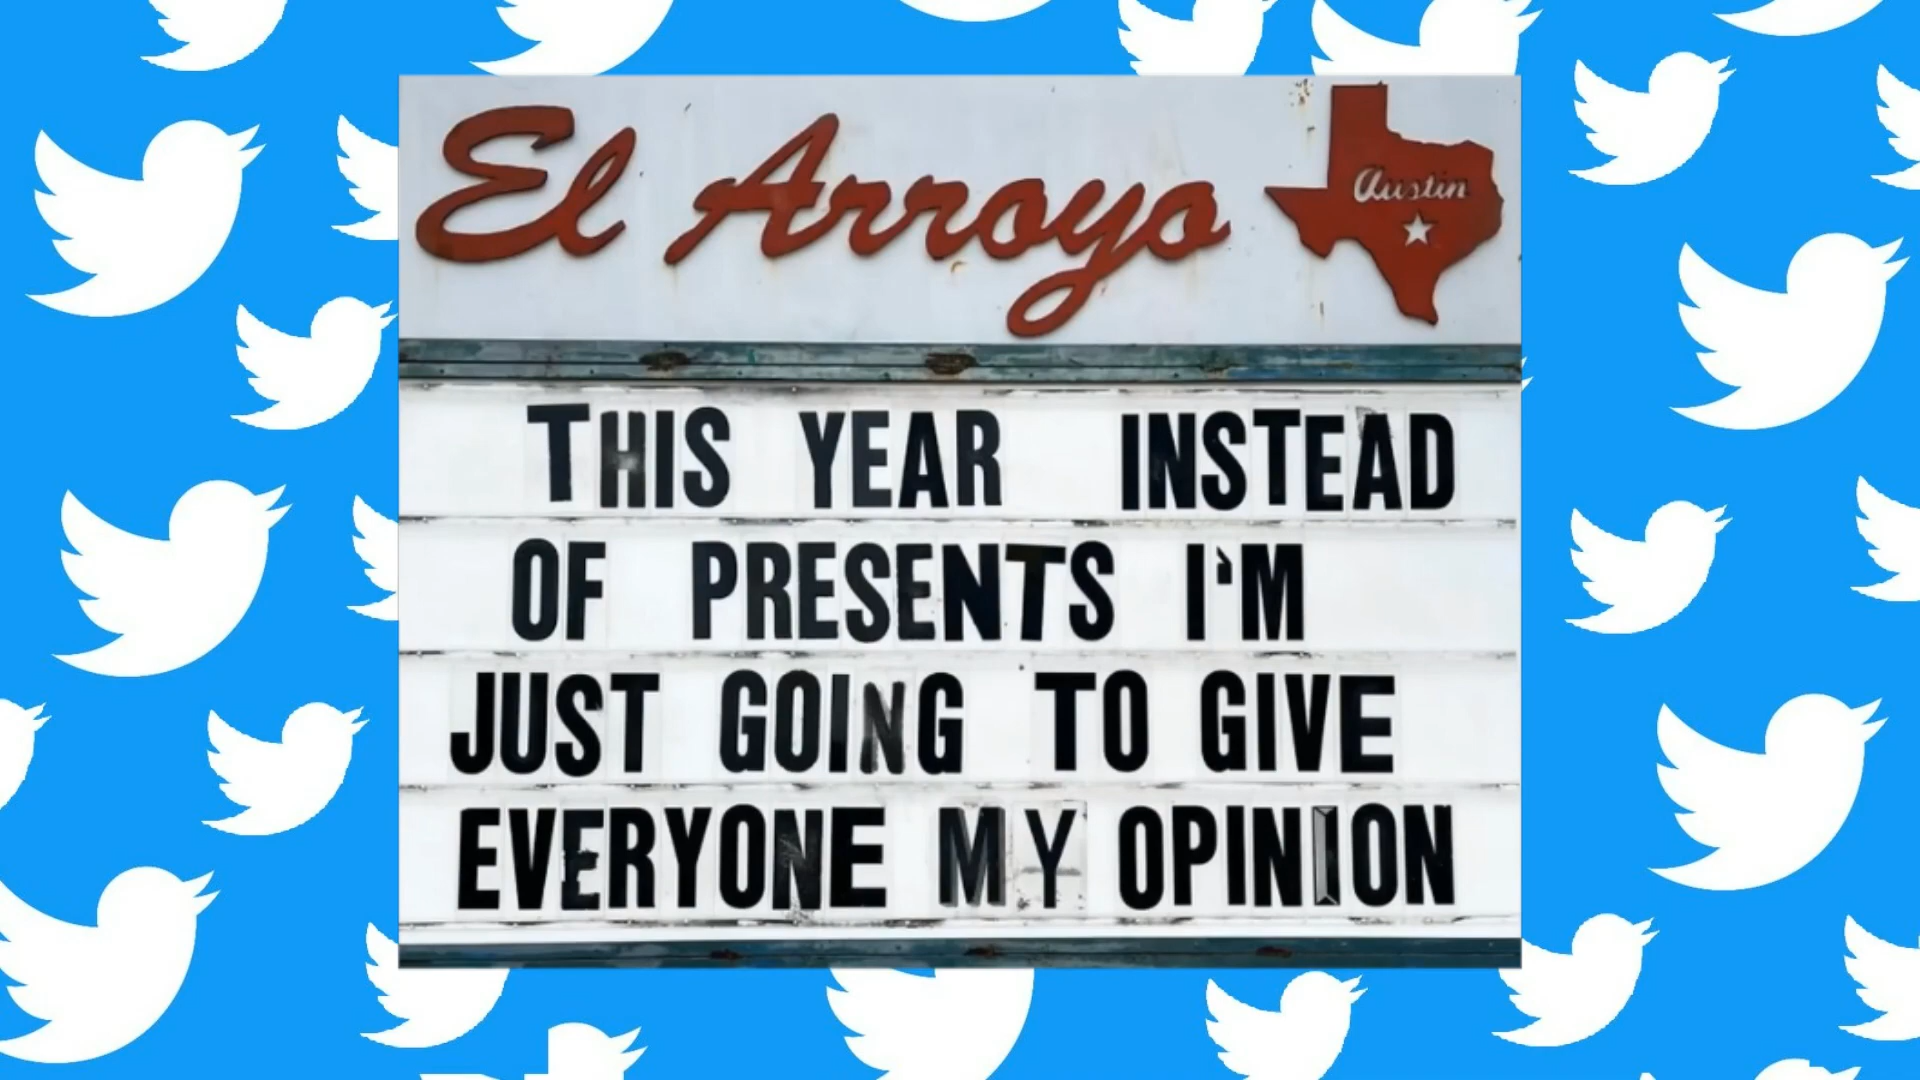 El Arroyo
Austin
THIS YEAR INSTEAD
OF PRESENTS I'M
JUST GOING TO GIVE
EVERYONE MY OPINION